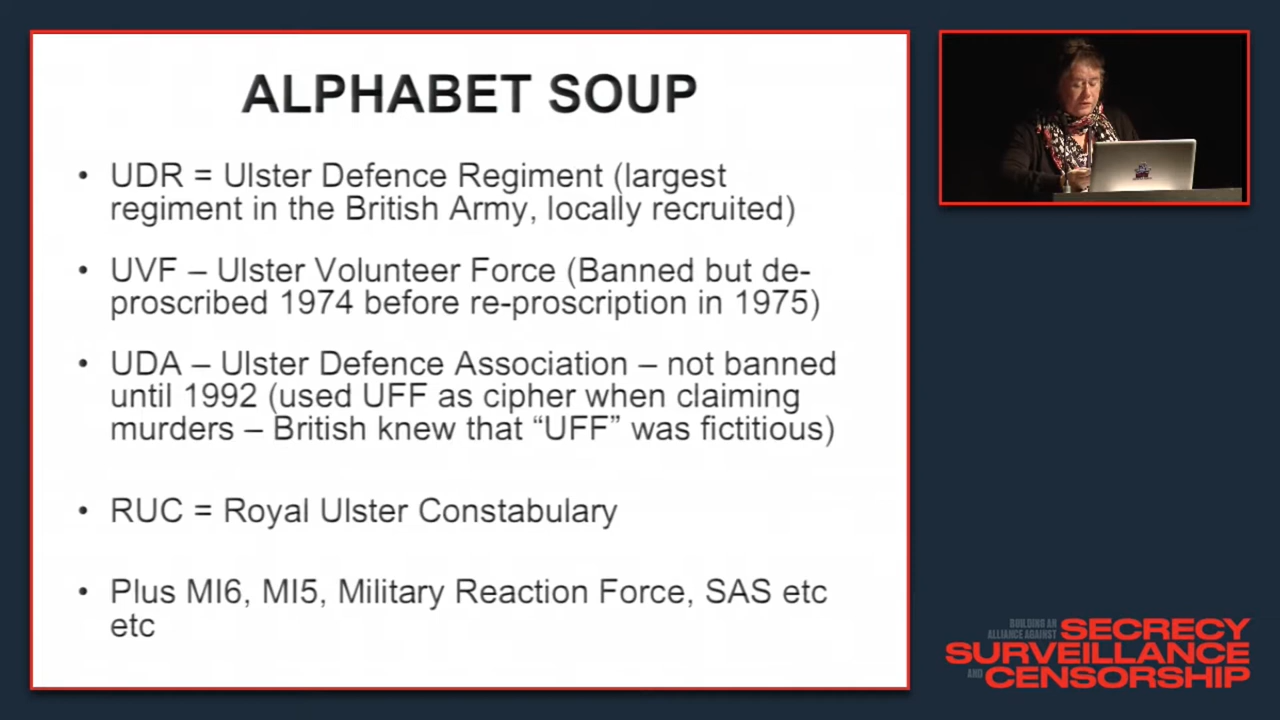 ALPHABET SOUP
• UDR = Ulster Defence Regiment (largest
regiment in the British Army, locally recruited)
• UVF – Ulster Volunteer Force (Banned but de-
proscribed 1974 before re-proscription in 1975)
• UDA – Ulster Defence Association – not banned
until 1992 (used UFF as cipher when claiming
murders – British knew that “UFF” was fictitious)
• RUC = Royal Ulster Constabulary
• Plus MI6, MI5, Military Reaction Force, SAS etc
etc
BUILDING AN
ALLIANCE AGAINST
SECRECY
SURVEILLANCE
AND CENSORSHIP